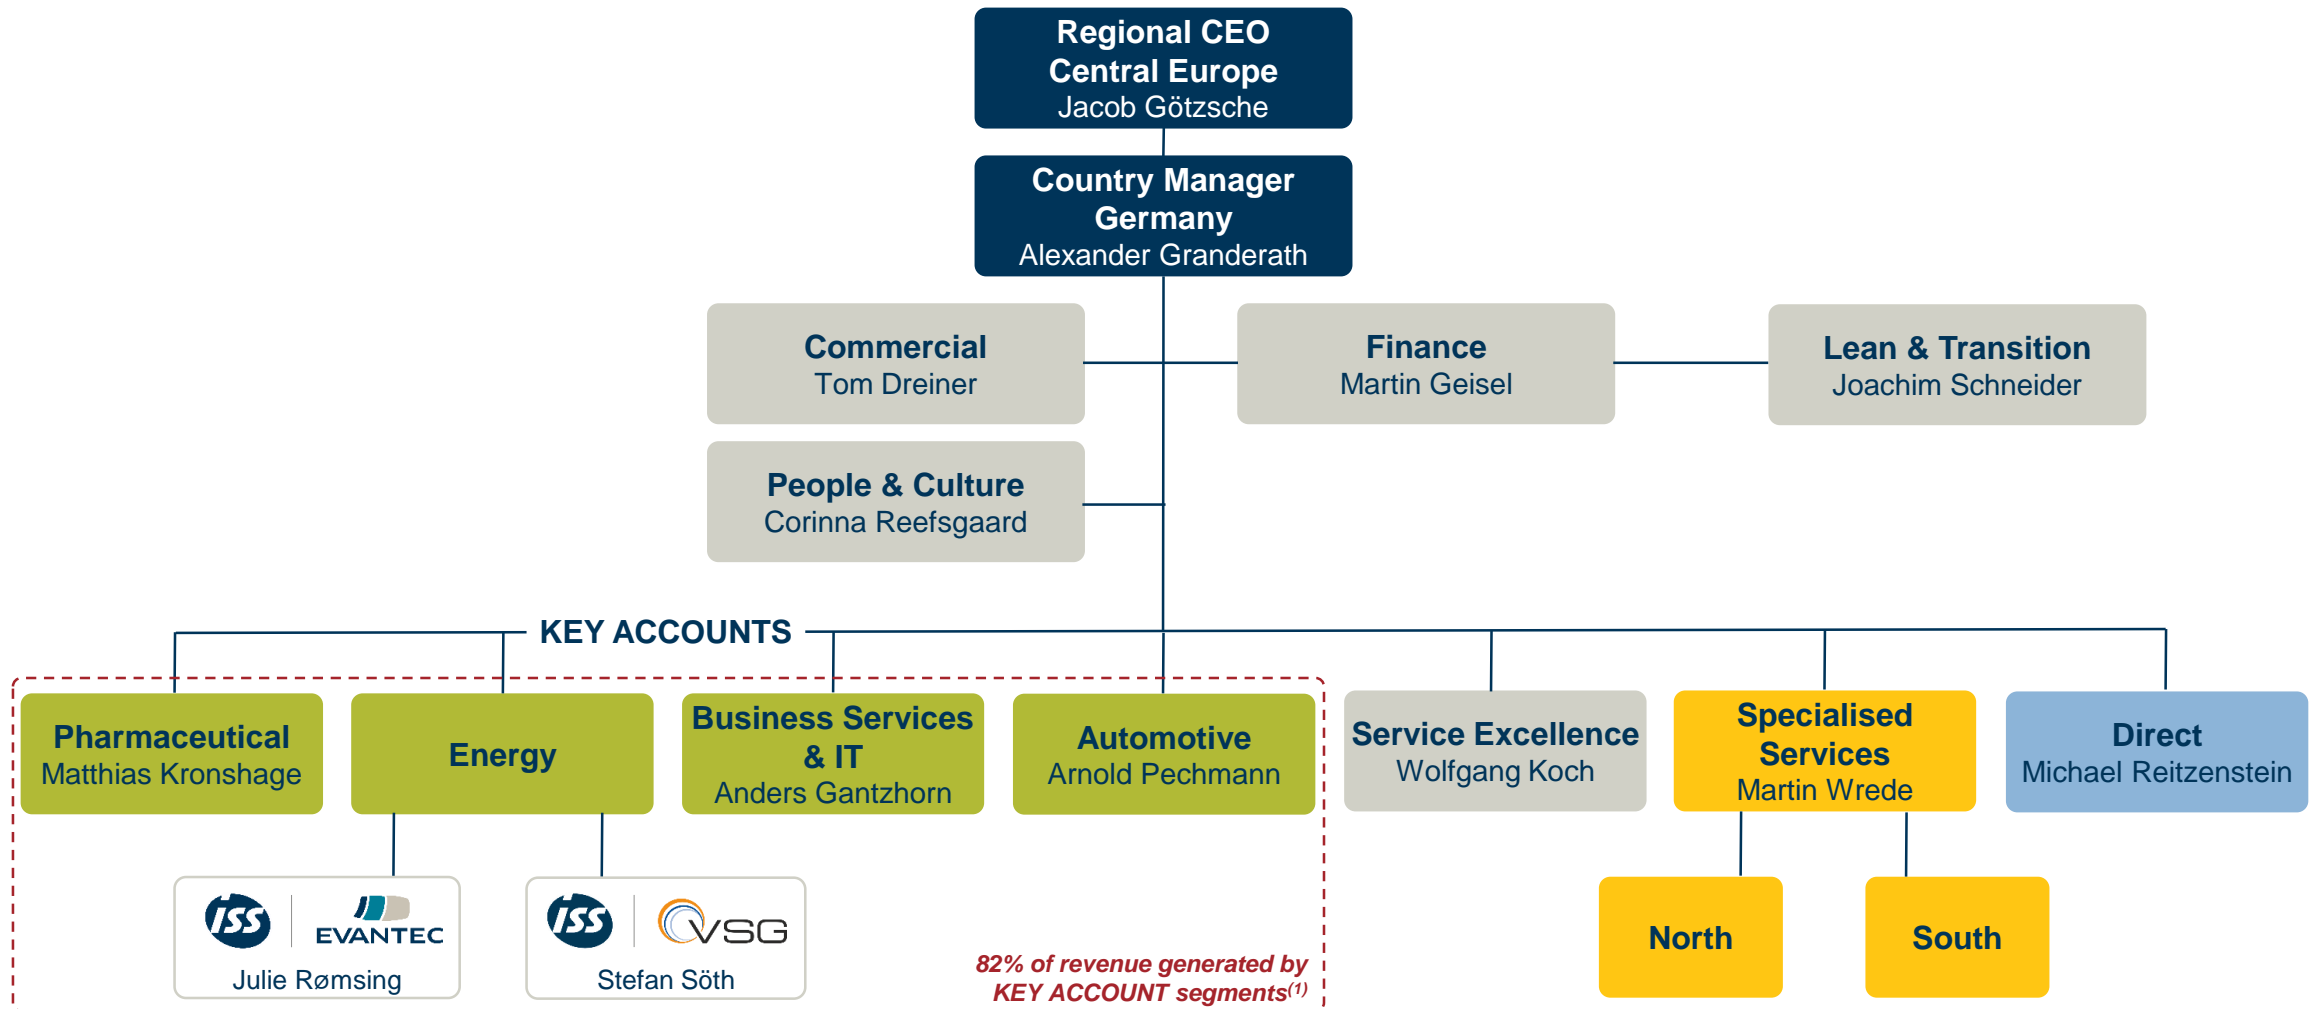 Regional CEO
Central Europe
Jacob Götzsche
Country Manager
Germany
Alexander Granderath
Commercial
Tom Dreiner
Finance
Martin Geisel
Lean & Transition
Joachim Schneider
People & Culture
Corinna Reefsgaard
KEY ACCOUNTS
Pharmaceutical
Matthias Kronshage
Energy
Business Services
& IT
Anders Gantzhorn
Automotive
Arnold Pechmann
Service Excellence
Wolfgang Koch
Specialised
Services
Martin Wrede
Direct
Michael Reitzenstein
ISS
EVANTEC
Julie Rømsing
ISS
VSG
Stefan Söth
82% of revenue generated by
KEY ACCOUNT segments(1)
North
South